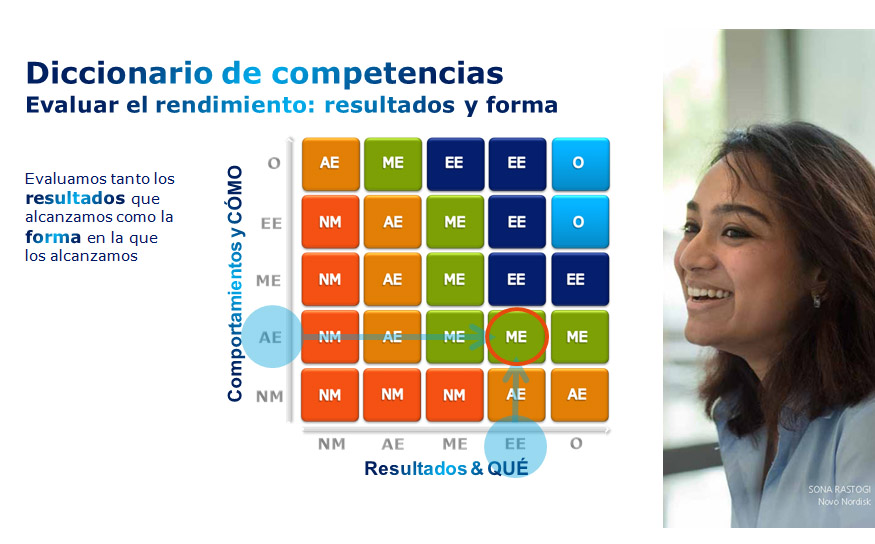 Diccionario de competencias
Evaluar el rendimiento: resultados y forma
Evaluamos tanto los
resultados que
alcanzamos como la
forma en la que
los alcanzamos
Comportamientos y CÓMO
O AE ME EE EE O
EE NM AE ME EE O
ME NM AE ME EE EE
AE NM AE ME ME ME
NM NM NM NM AE AE
NM AE ME EE O
Resultados & QUÉ
SONA RASTOGI
Novo Nordisk